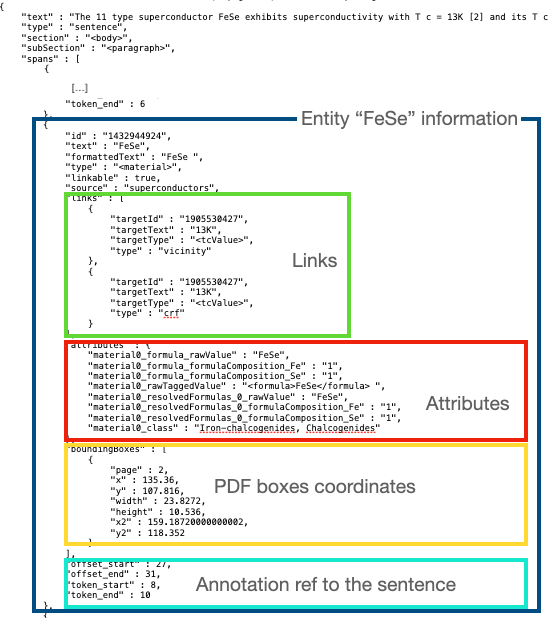 {
"text" : "The 11 type superconductor FeSe exhibits superconductivity with T c = 13K [2] and its T c
"type" : "sentence",
"section" : "<body>",
"subSection" : "<paragraph>",
"spans" : [
{
[...]
"token_end" : 6
},
Entity "FeSe" information
{
"id" : "1432944924",
"text" : "FeSe",
"formattedText" : "FeSe ",
"type" : "<material>",
"linkable" : true,
"source" : "superconductors",
"links" : [
{
"targetId" : "1905530427",
"targetText" : "13K",
"targetType" : "<tcValue>",
"type" : "vicinity"
},
Links
{
"targetId" : "1905530427",
"targetText" : "13K",
"targetType" : "<tcValue>",
"type" : "crf"
}
"attributes" : {
"material0_formula_rawValue" : "FeSe",
"material0_formula_formulaComposition_Fe" : "1",
"material0_formula_formulaComposition_Se" : "1",
"material0_rawTaggedValue" : "<formula>FeSe</formula> ",
"material0_resolvedFormulas_0_rawValue" : "FeSe",
"material0_resolvedFormulas_0_formulaComposition_Fe" : "1",
"material0_resolvedFormulas_0_formulaComposition_Se" : "1",
"material0_class" : "Iron-chalcogenides, Chalcogenides"
Attributes
"boundingBoxes" : [
{
"page" : 2,
"x" : 135.36,
"y" : 107.816,
"width" : 23.8272,
"height" : 10.536,
"x2" : 159.18720000000002,
"y2" : 118.352
}
PDF boxes coordinates
],
"offset_start" : 27,
"offset_end" : 31,
"token_start" : 8,
"token_end" : 10
Annotation ref to the sentence
},
{